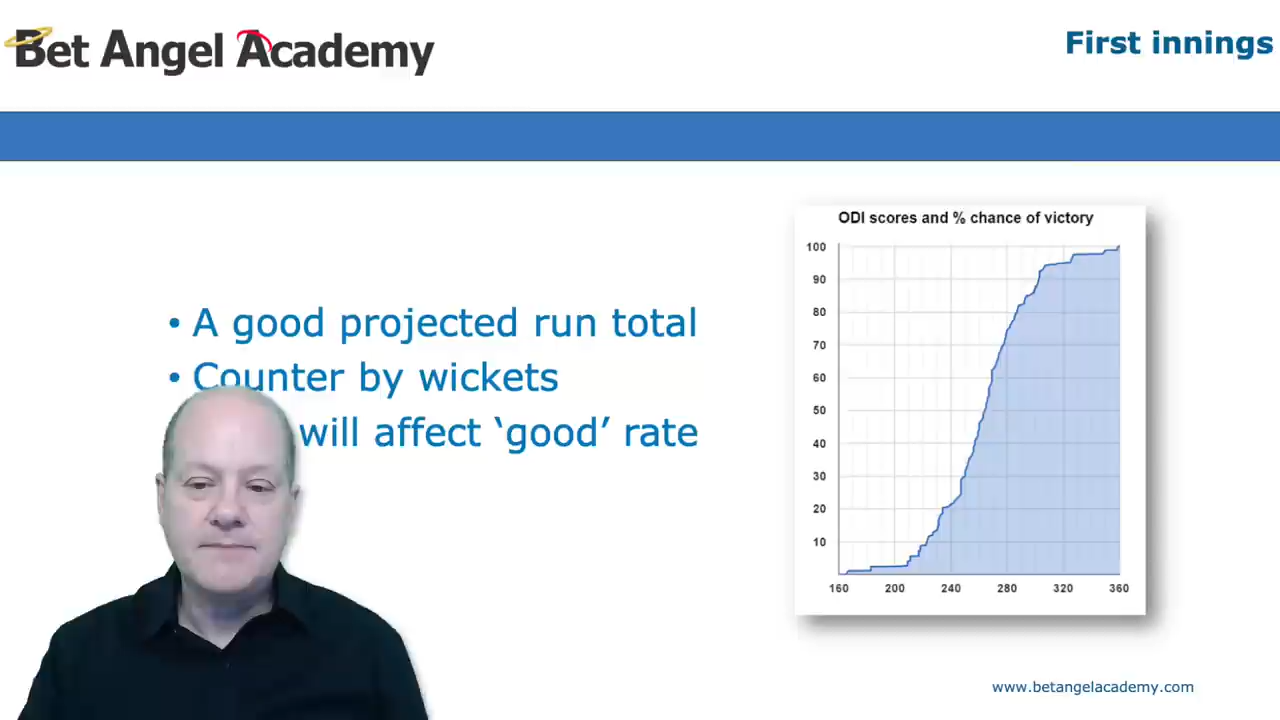 Bet Angel Academy
First innings
• A good projected run total
• Counter by wickets
will affect ‘good’ rate
ODI scores and % chance of victory
100
90
80
70
60
50
40
30
20
10
160 200 240 280 320 360
www.betangelacademy.com